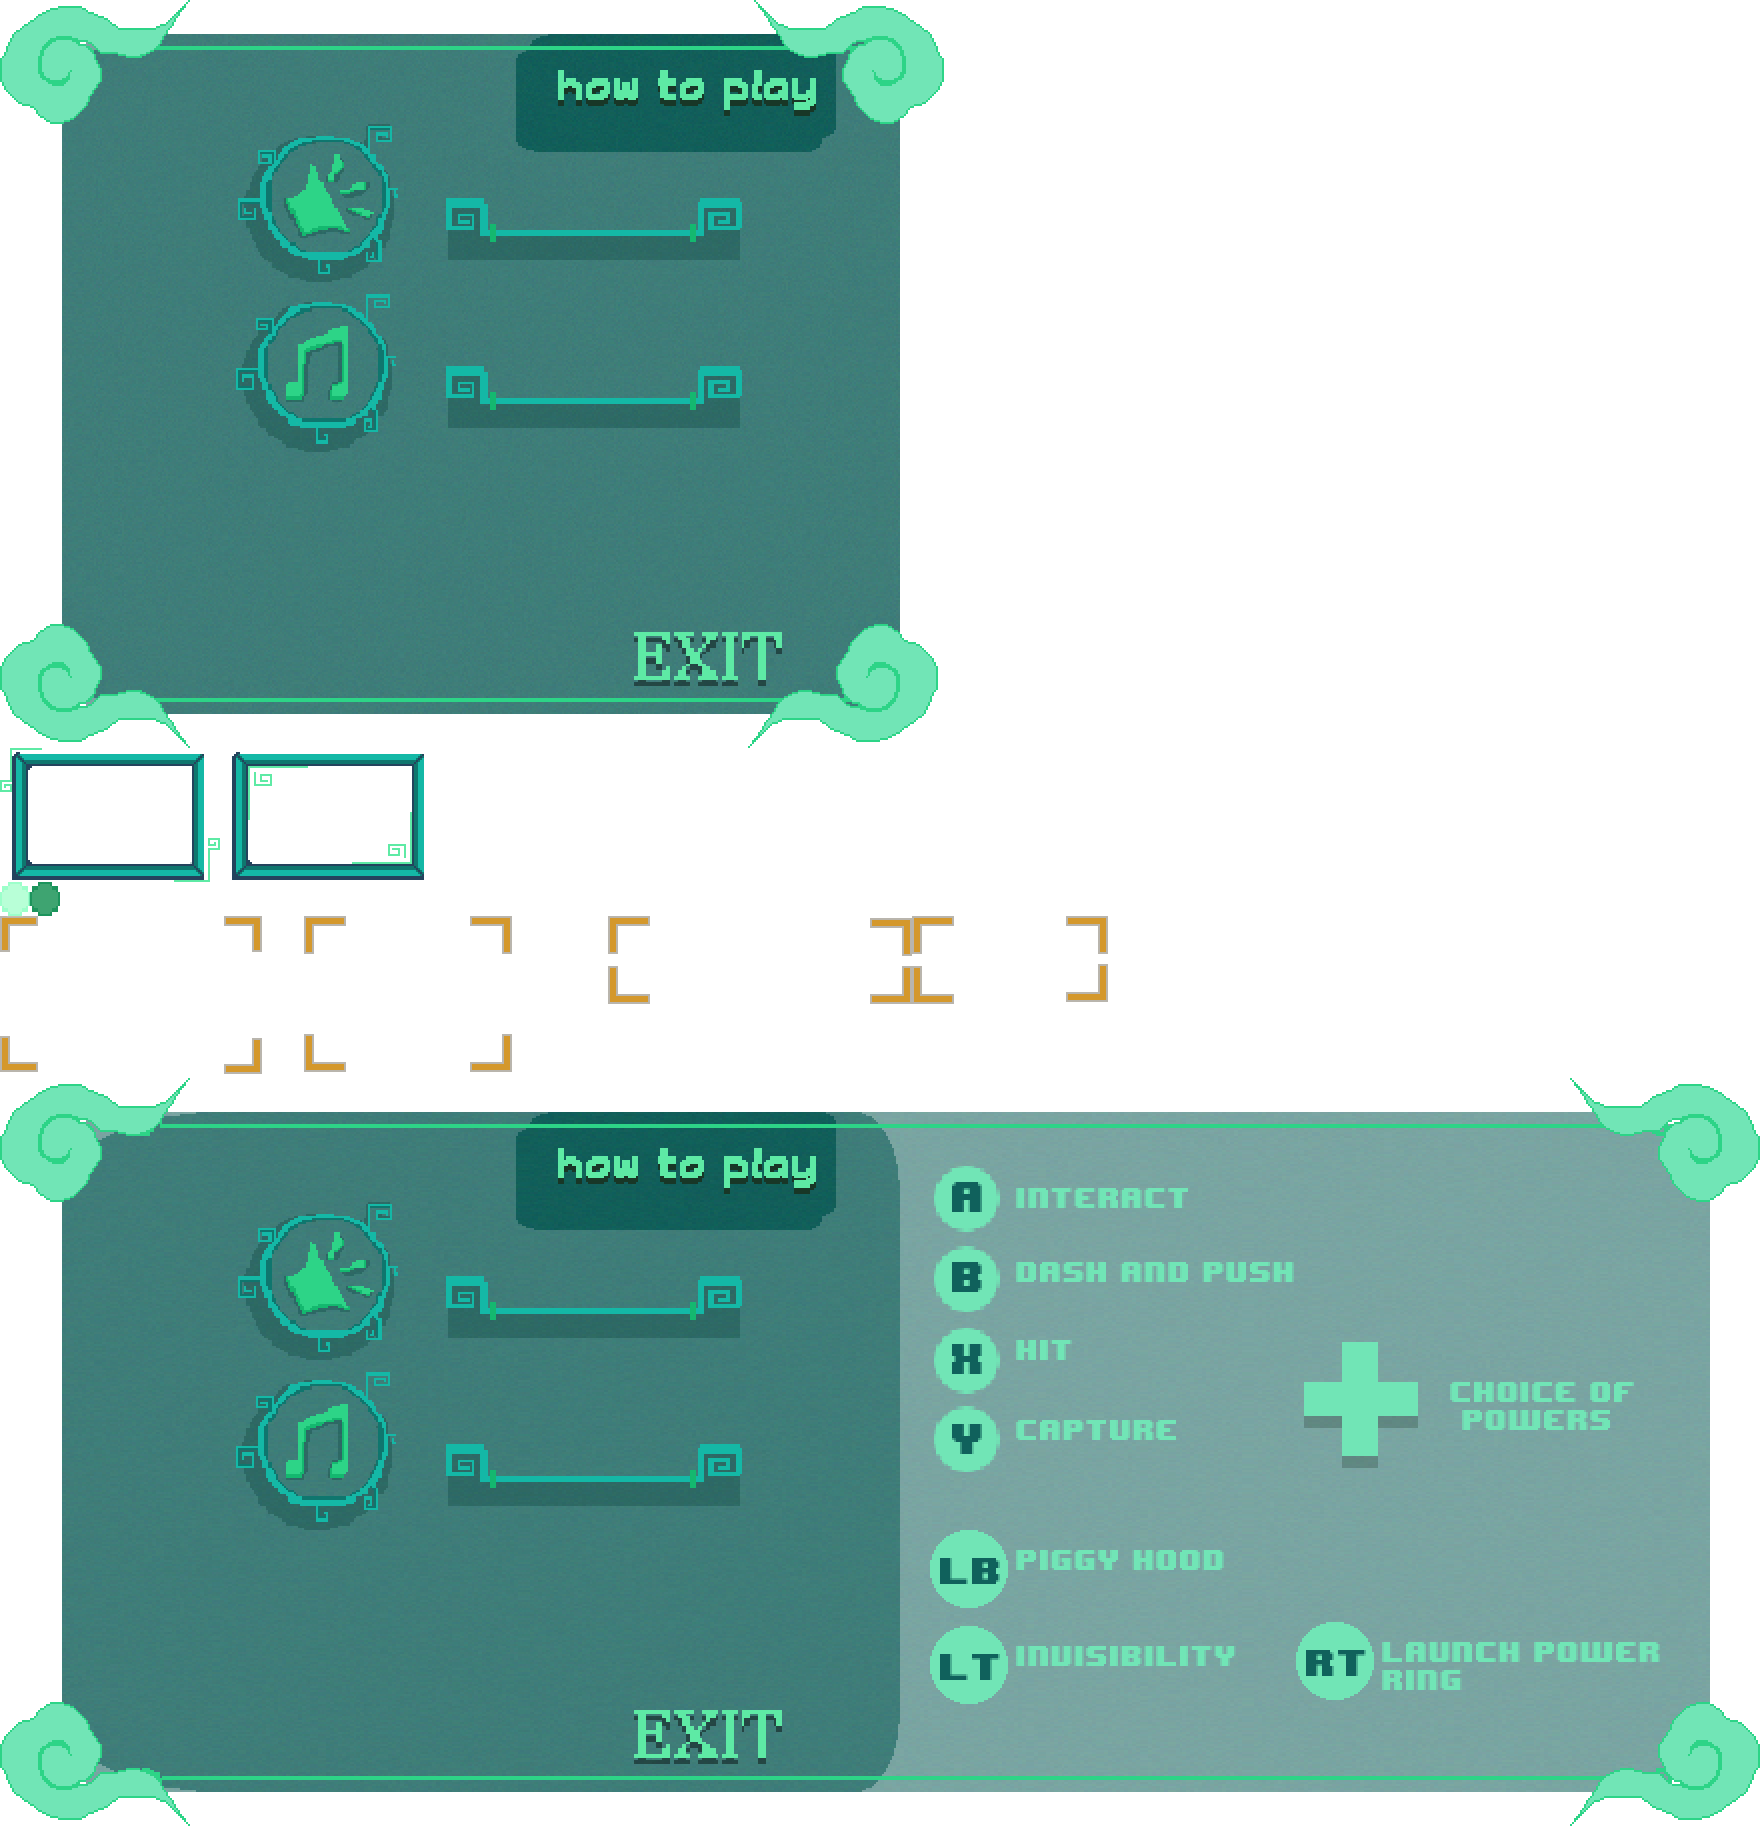 how to play
EXIT
how to play
A INTERACT
B DASH AND PUSH
X HIT
Y CAPTURE
CHOICE OF
POWERS
LB PIGGY HOOD
LT INVISIBILITY
RT LAUNCH POWER
RING
EXIT